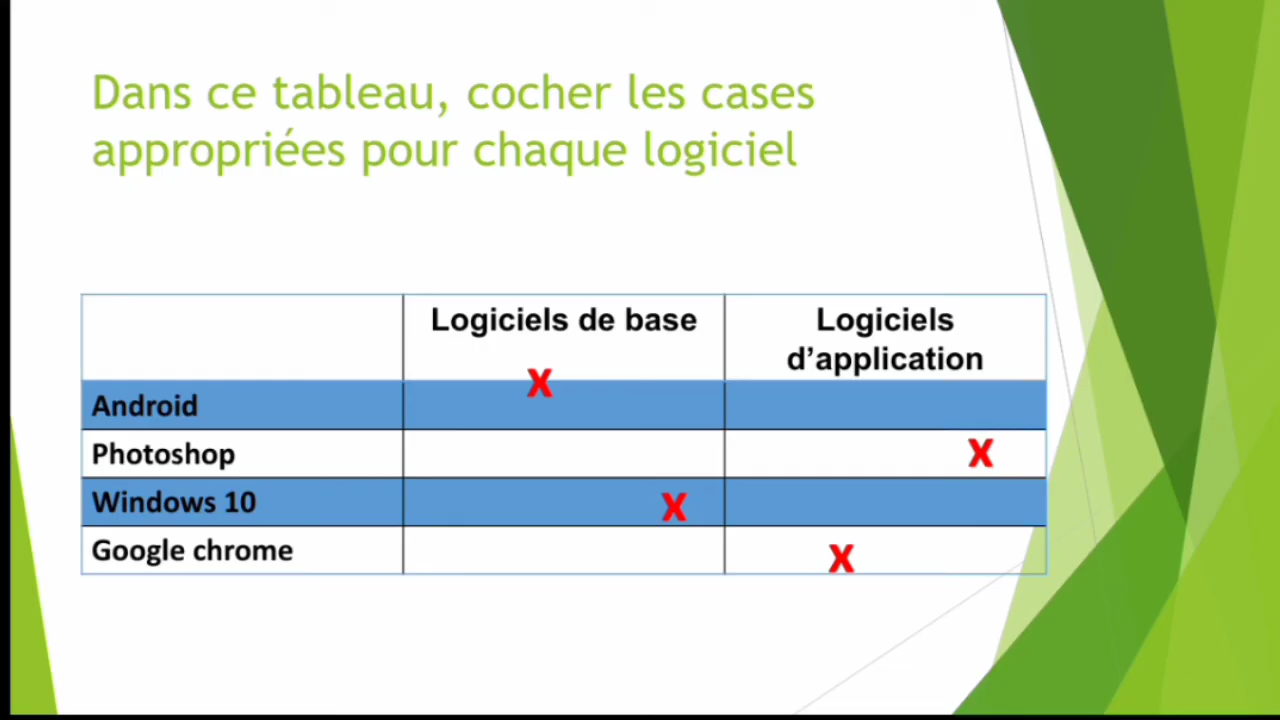 Dans ce tableau, cocher les cases
appropriées pour chaque logiciel
Logiciels de base
Logiciels
d’application
X
Android
Photoshop
X
Windows 10
X
Google chrome
X